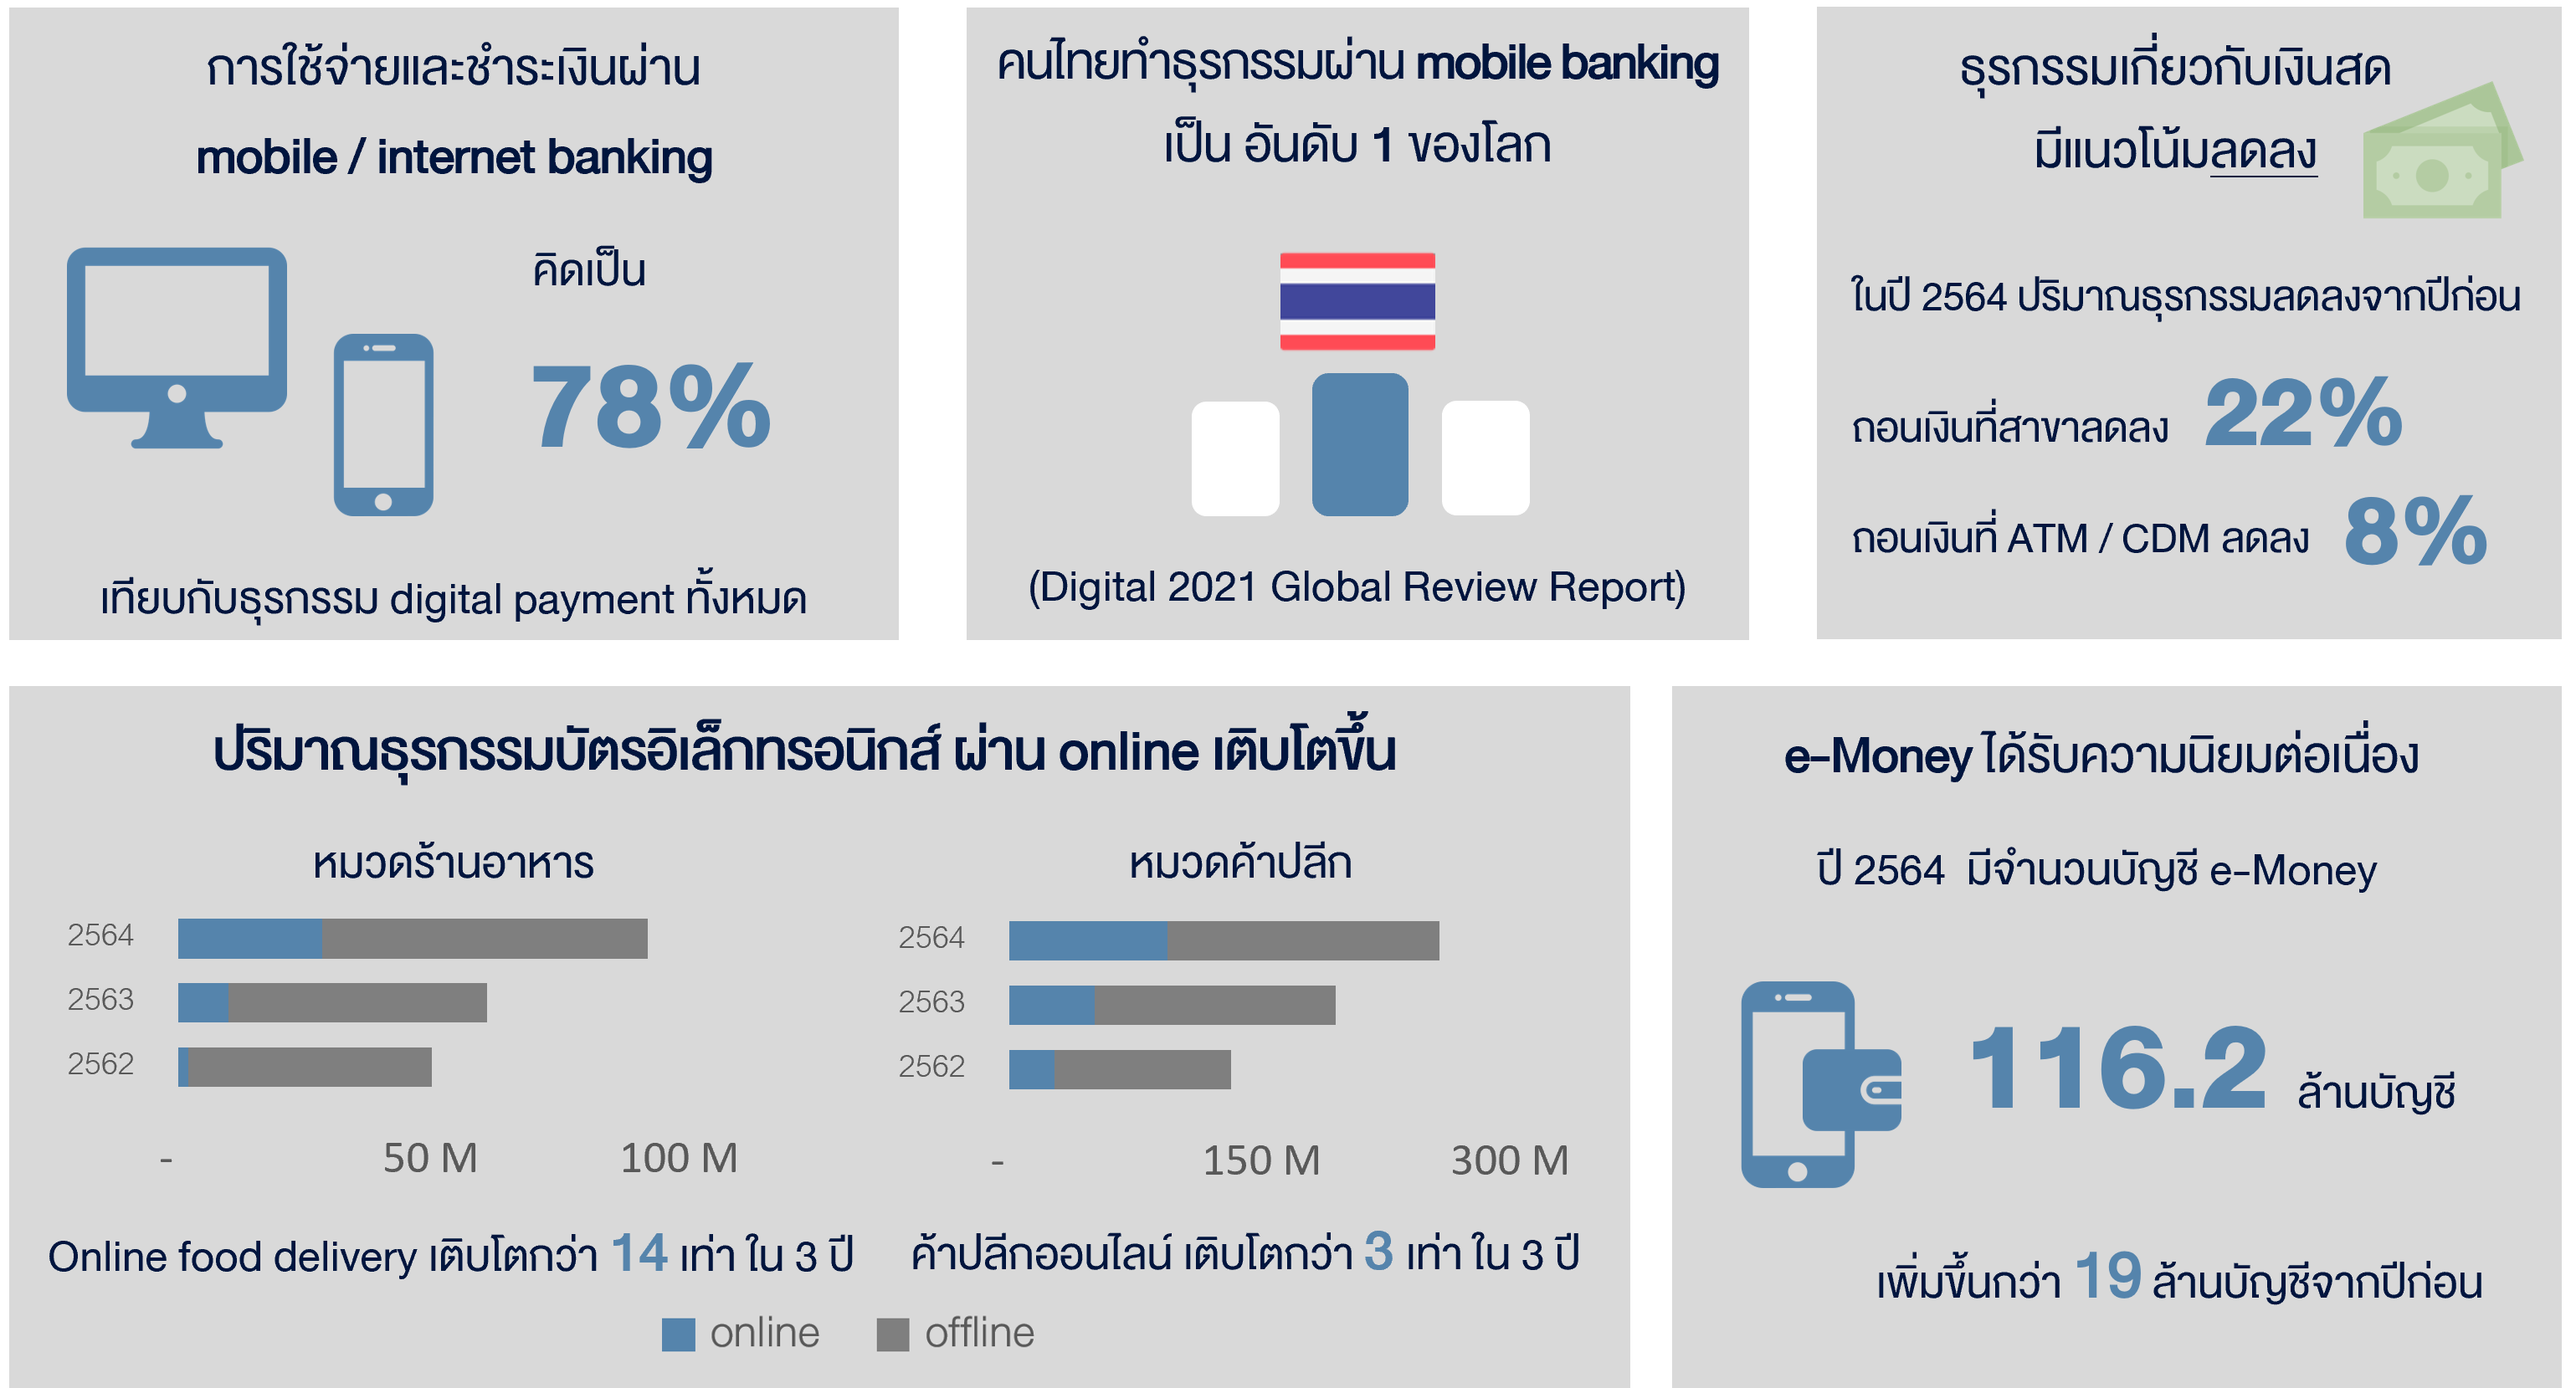 การใช้จ่ายและชำระเงินผ่าน
mobile / internet banking
คิดเป็น
78%
เทียบกับธุรกรรม digital payment ทั้งหมด
คนไทยทำธุรกรรมผ่าน mobile banking
เป็น อันดับ 1 ของโลก
(Digital 2021 Global Review Report)
ธุรกรรมเกี่ยวกับเงินสด
มีแนวโน้มลดลง
ในปี 2564 ปริมาณธุรกรรมลดลงจากปีก่อน
ถอนเงินที่สาขาลดลง 22%
ถอนเงินที่ ATM / CDM ลดลง 8%
ปริมาณธุรกรรมบัตรอิเล็กทรอนิกส์ ผ่าน online เติบโตขึ้น
หมวดร้านอาหาร
2564
2563
2562
- 50 M 100 M
Online food delivery เติบโตกว่า 14 เท่า ใน 3 ปี
หมวดค้าปลีก
2564
2563
2562
- 150 M 300 M
ค้าปลีกออนไลน์ เติบโตกว่า 3 เท่า ใน 3 ปี
online offline
e-Money ได้รับความนิยมต่อเนื่อง
ปี 2564 มีจำนวนบัญชี e-Money
116.2 ล้านบัญชี
เพิ่มขึ้นกว่า 19 ล้านบัญชีจากปีก่อน